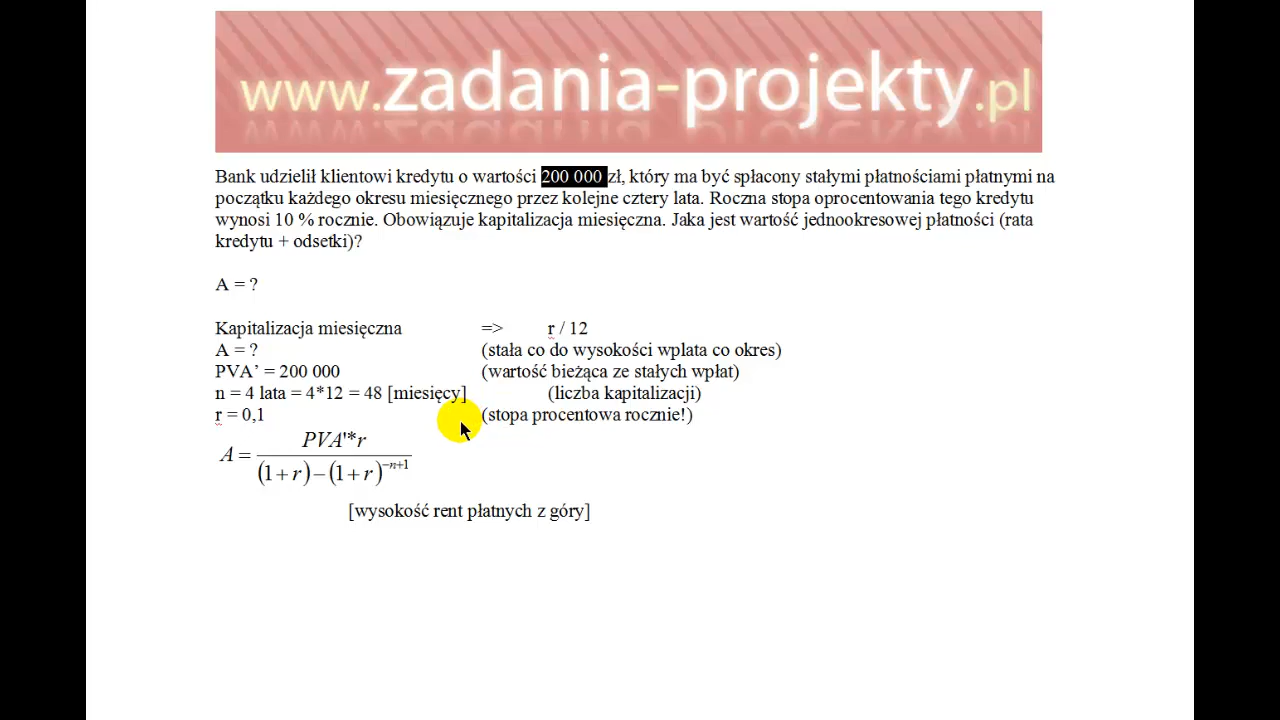 www.zadania-projekty.pl
Bank udzielił klientowi kredytu o wartości 200 000 zł, który ma być spłacony stałymi płatnościami płatnymi na
początku każdego okresu miesięcznego przez kolejne cztery lata. Roczna stopa oprocentowania tego kredytu
wynosi 10 % rocznie. Obowiązuje kapitalizacja miesięczna. Jaka jest wartość jednookresowej płatności (rata
kredytu + odsetki)?
A = ?
Kapitalizacja miesięczna => r / 12
A = ? (stała co do wysokości wplata co okres)
PVA’ = 200 000 (wartość bieżąca ze stałych wpłat)
n = 4 lata = 4*12 = 48 [miesięcy] (liczba kapitalizacji)
r = 0,1 (stopa procentowa rocznie!)
A = PVA'*r / (1+r)−(1+r)^−n+1
[wysokość rent płatnych z góry]